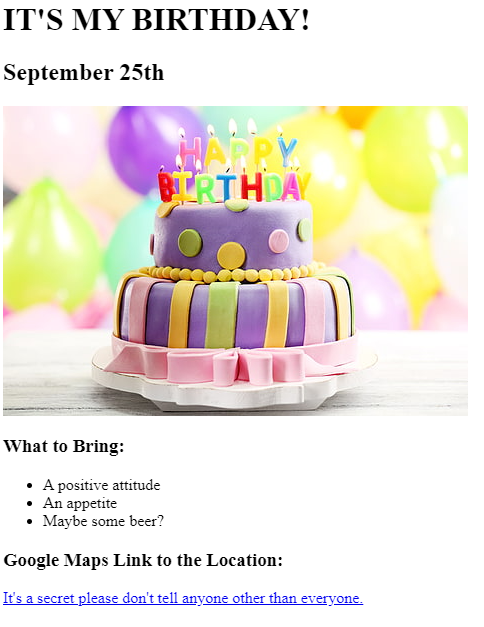 IT'S MY BIRTHDAY!
September 25th
HAPPY
BIRTHDAY
What to Bring:
A positive attitude
An appetite
Maybe some beer?
Google Maps Link to the Location:
It's a secret please don't tell anyone other than everyone.